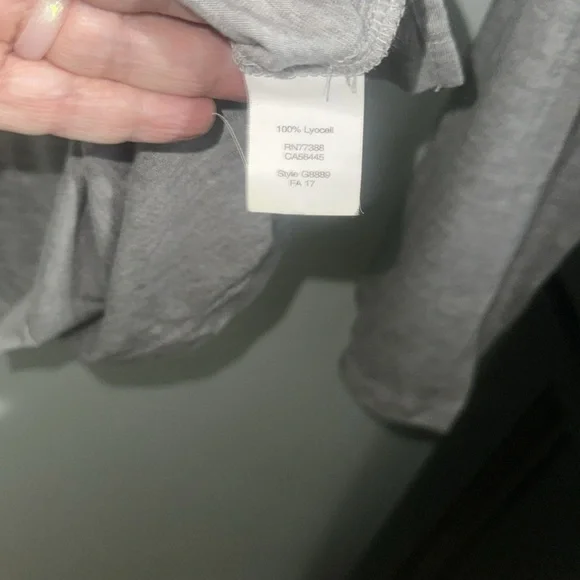 100% Lyocell
RN77388
CA56445
Style G8889
FA 17